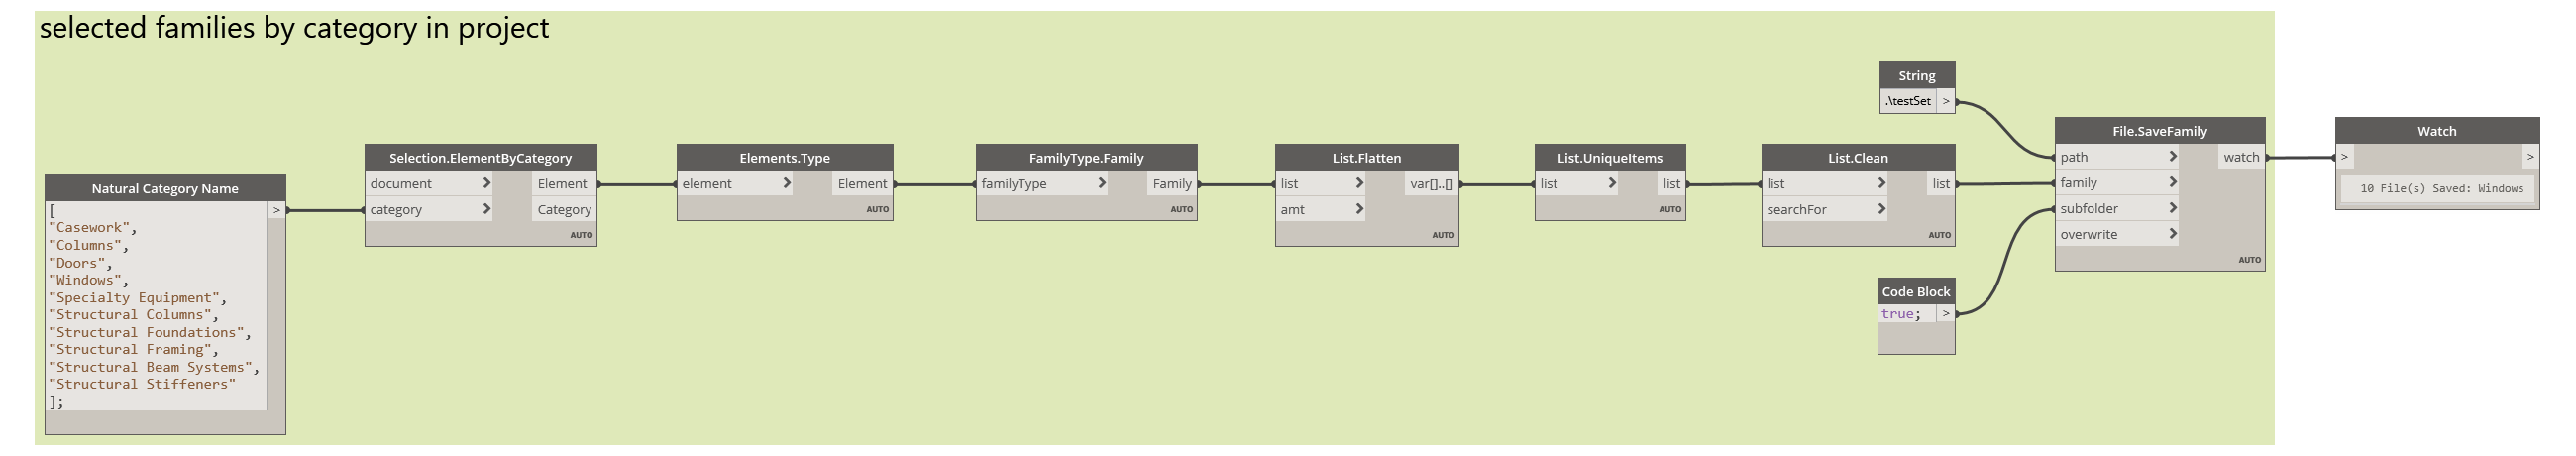 selected families by category in project
Natural Category Name
[
"Casework",
"Columns",
"Doors",
"Windows",
"Specialty Equipment",
"Structural Columns",
"Structural Foundations",
"Structural Framing",
"Structural Beam Systems",
"Structural Stiffeners"
];
>
Selection.ElementByCategory
document > Element
category > Category
AUTO
Elements.Type
element > Element
AUTO
FamilyType.Family
familyType > Family
AUTO
List.Flatten
list > var[]..[]
amt >
AUTO
List.UniqueItems
list > list
AUTO
List.Clean
list > list
searchFor >
AUTO
String
.\testSet >
Code Block
true; >
File.SaveFamily
path > watch
family >
subfolder >
overwrite >
AUTO
Watch
> >
10 File(s) Saved: Windows